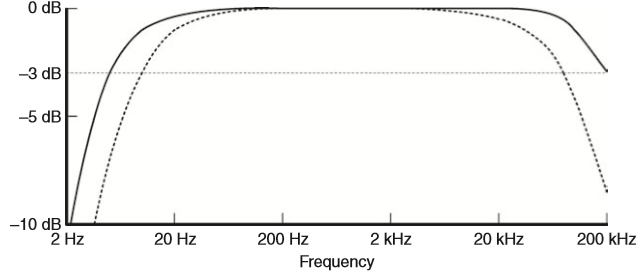 0 dB
–3 dB
–5 dB
–10 dB
2 Hz 20 Hz 200 Hz 2 kHz 20 kHz 200 kHz
Frequency